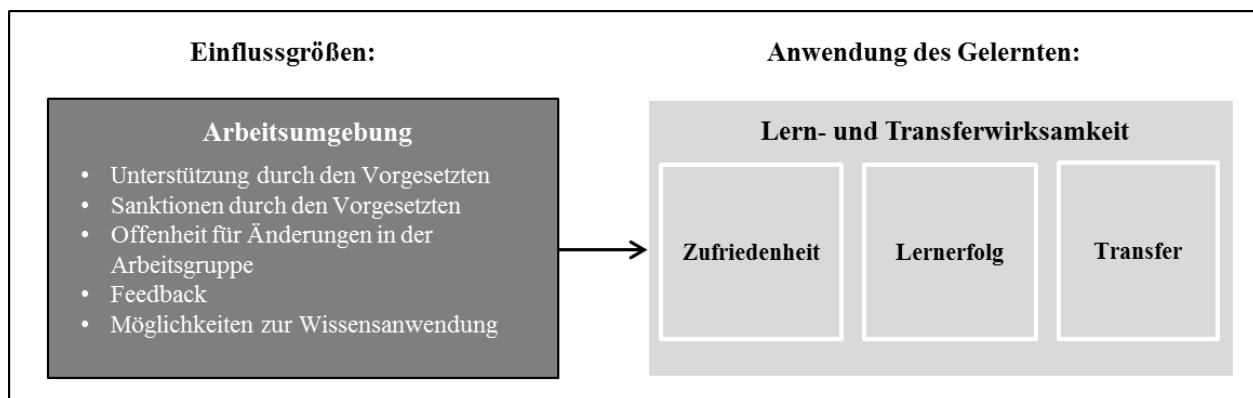 Einflussgrößen:
Arbeitsumgebung
• Unterstützung durch den Vorgesetzten
• Sanktionen durch den Vorgesetzten
• Offenheit für Änderungen in der
Arbeitsgruppe
• Feedback
• Möglichkeiten zur Wissensanwendung
Anwendung des Gelernten:
Lern- und Transferwirksamkeit
Zufriedenheit
Lernerfolg
Transfer